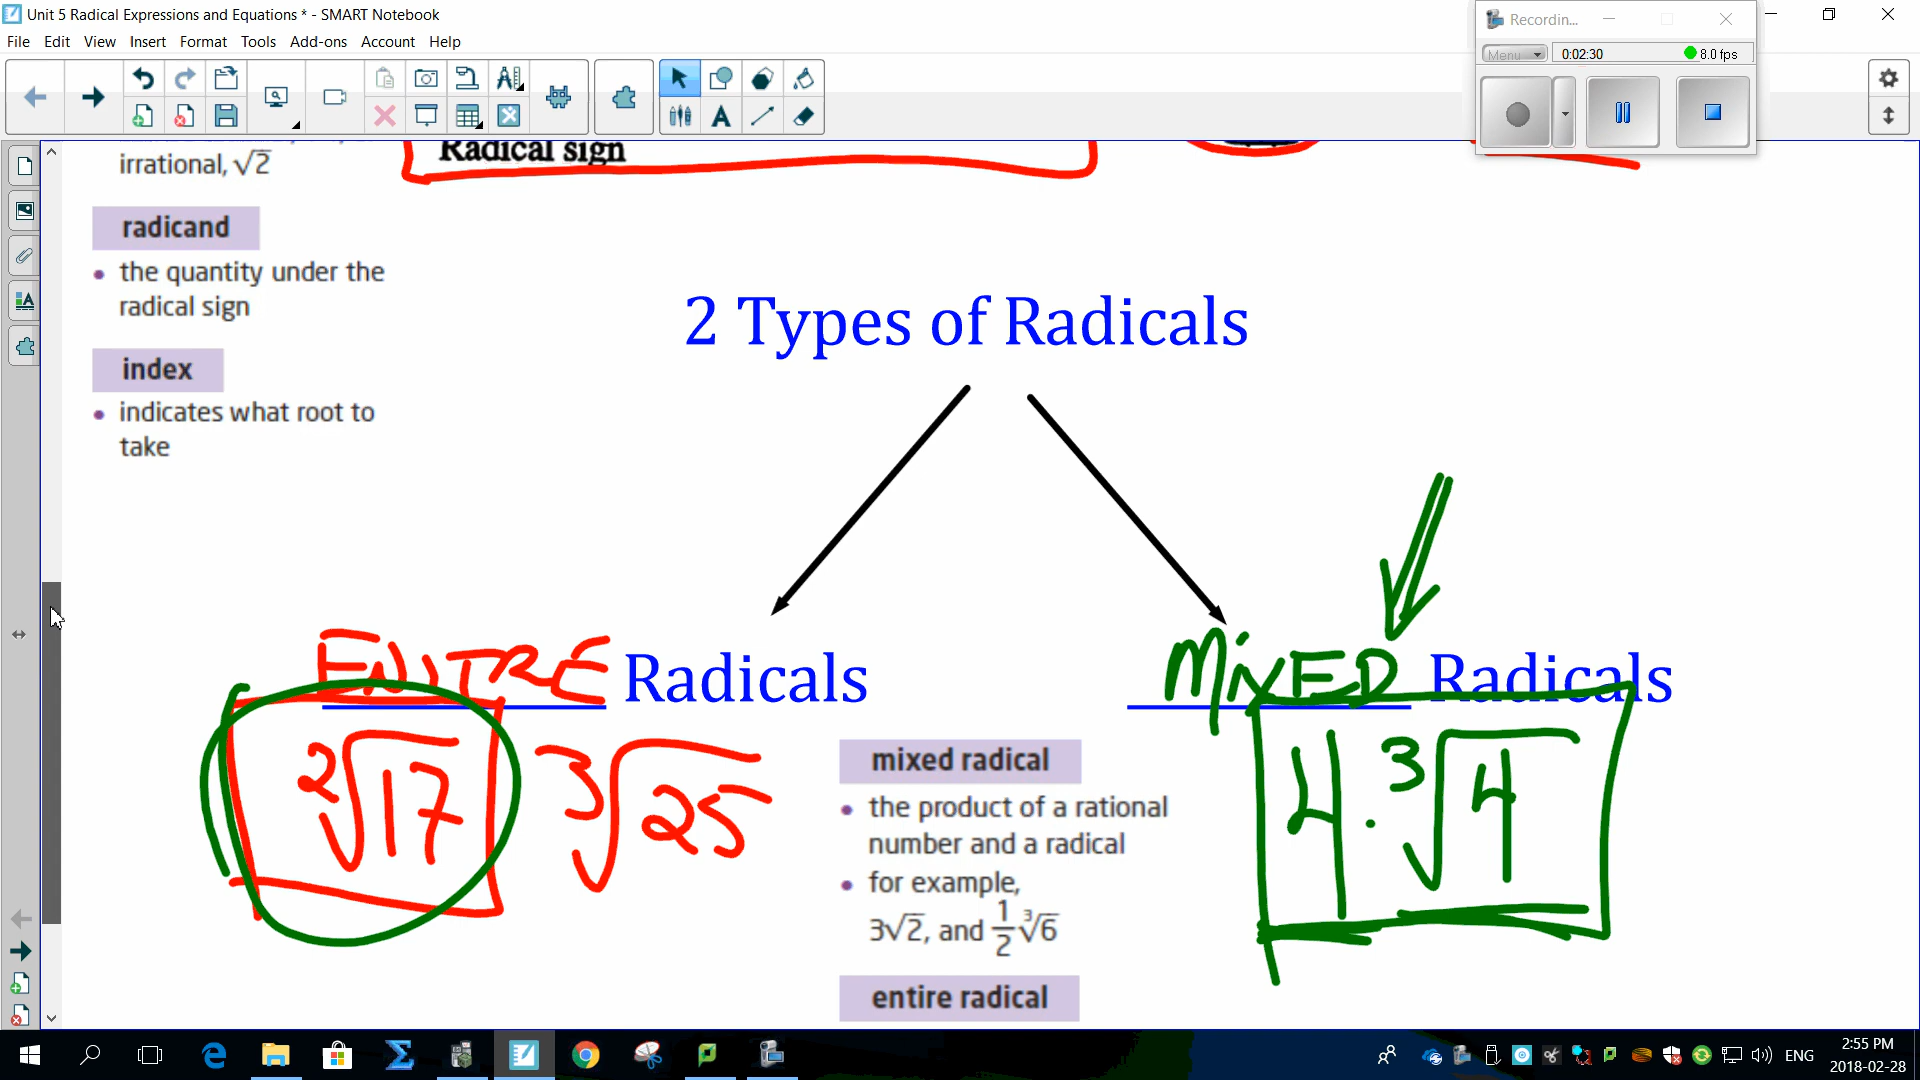 Unit 5 Radical Expressions and Equations * - SMART Notebook
Recordin...
File Edit View Insert Format Tools Add-ons Account Help
Menu
0:02:30
8.0 fps
Radical sign
irrational, √2
radicand
• the quantity under the
radical sign
index
• indicates what root to
take
2 Types of Radicals
ENTIRE Radicals
MixED Radicals
²√17 ³√25
4 · ³√4
mixed radical
• the product of a rational
number and a radical
• for example,
3√2, and 1/2 ³√6
entire radical
ENG
2:55 PM
2018-02-28